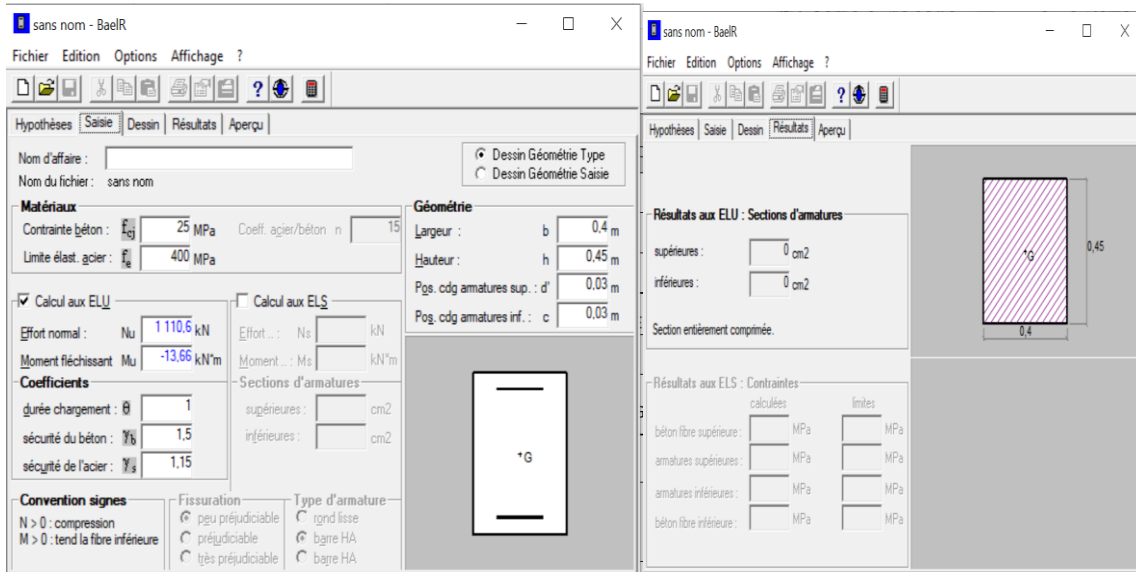 sans nom - BaelR
Fichier Edition Options Affichage ?
Hypothèses Saisie Dessin Résultats Aperçu
Nom d'affaire :
Nom du fichier : sans nom
Dessin Géométrie Type
Dessin Géométrie Saisie
Matériaux
Contrainte béton : fcj 25 MPa Coeff. acier/béton n 15
Limite élast. acier : fe 400 MPa
Géométrie
Largeur : b 0,4 m
Hauteur : h 0,45 m
Pos. cdg armatures sup. : d' 0,03 m
Pos. cdg armatures inf. : c 0,03 m
Calcul aux ELU
Effort normal : Nu 1 110,6 kN
Moment fléchissant Mu -13,66 kN*m
Calcul aux ELS
Effort .. : Ns kN
Moment .. : Ms kN*m
Coefficients
durée chargement : θ 1
sécurité du béton : γb 1,5
sécurité de l'acier : γs 1,15
Sections d'armatures
supérieures : cm2
inférieures : cm2
Convention signes
N > 0 : compression
M > 0 : tend la fibre inférieure
Fissuration
peu préjudiciable
préjudiciable
très préjudiciable
Type d'armature
rond lisse
barre HA
barre HA
+G
sans nom - BaelR
Fichier Edition Options Affichage ?
Hypothèses Saisie Dessin Résultats Aperçu
Résultats aux ELU : Sections d'armatures
supérieures : 0 cm2
inférieures : 0 cm2
Section entièrement comprimée.
+G
0,45
0,4
Résultats aux ELS : Contraintes
calculées limites
béton fibre supérieure : MPa MPa
armatures supérieures : MPa MPa
armatures inférieures : MPa MPa
béton fibre inférieure : MPa MPa